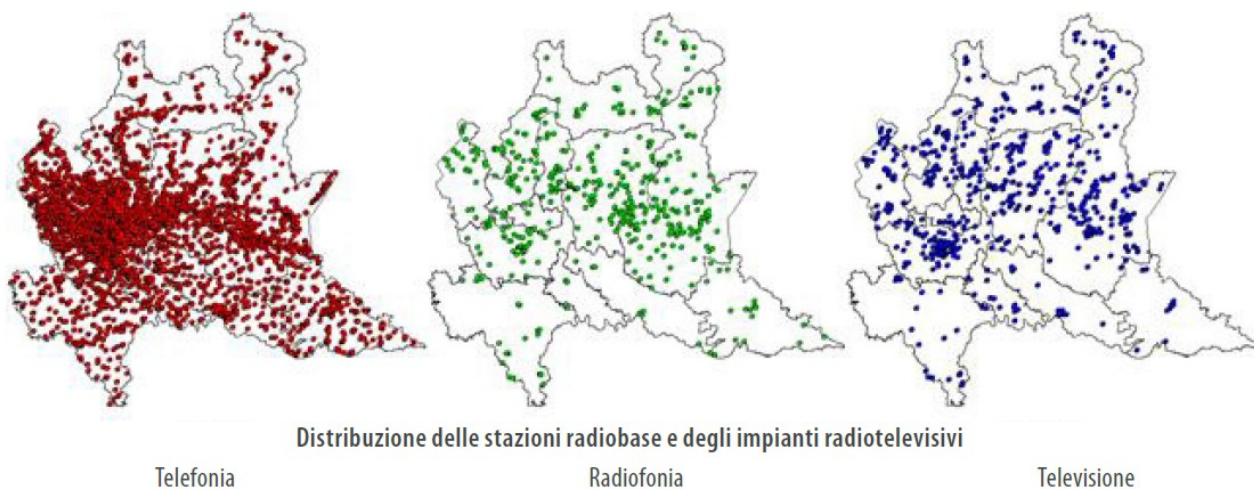 Distribuzione delle stazioni radiobase e degli impianti radiotelevisivi
Telefonia
Radiofonia
Televisione